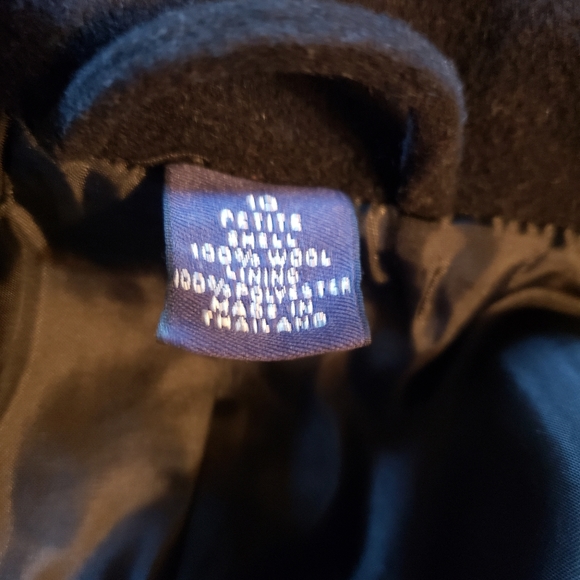 10
PETITE
SHELL
100% WOOL
LINING
100% POLYESTER
MADE IN
THAILAND